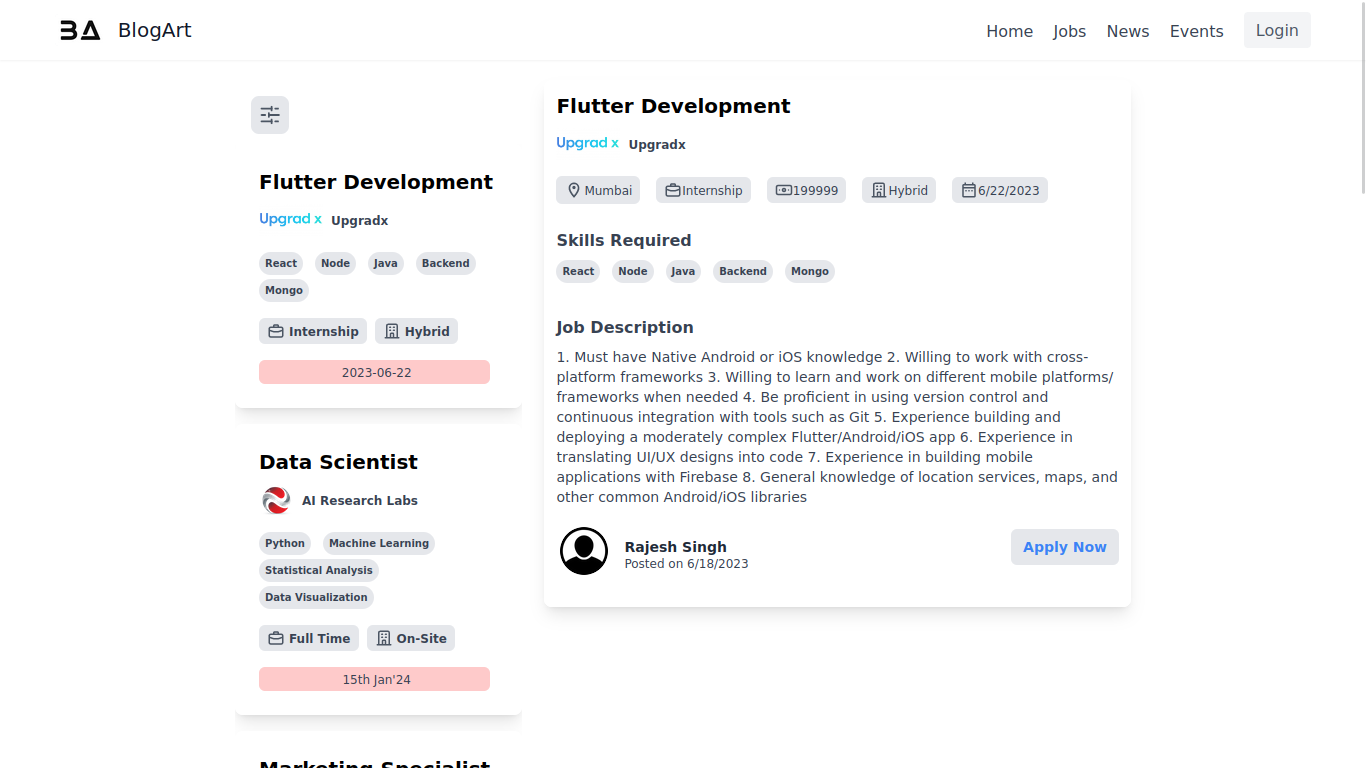 BA BlogArt
Home Jobs News Events Login
Flutter Development
Upgrad x Upgradx
React Node Java Backend
Mongo
Internship Hybrid
2023-06-22
Data Scientist
AI Research Labs
Python Machine Learning
Statistical Analysis
Data Visualization
Full Time On-Site
15th Jan'24
Marketing Specialist
Flutter Development
Upgrad x Upgradx
Mumbai Internship 199999 Hybrid 6/22/2023
Skills Required
React Node Java Backend Mongo
Job Description
1. Must have Native Android or iOS knowledge 2. Willing to work with cross-
platform frameworks 3. Willing to learn and work on different mobile platforms/
frameworks when needed 4. Be proficient in using version control and
continuous integration with tools such as Git 5. Experience building and
deploying a moderately complex Flutter/Android/iOS app 6. Experience in
translating UI/UX designs into code 7. Experience in building mobile
applications with Firebase 8. General knowledge of location services, maps, and
other common Android/iOS libraries
Rajesh Singh
Posted on 6/18/2023
Apply Now